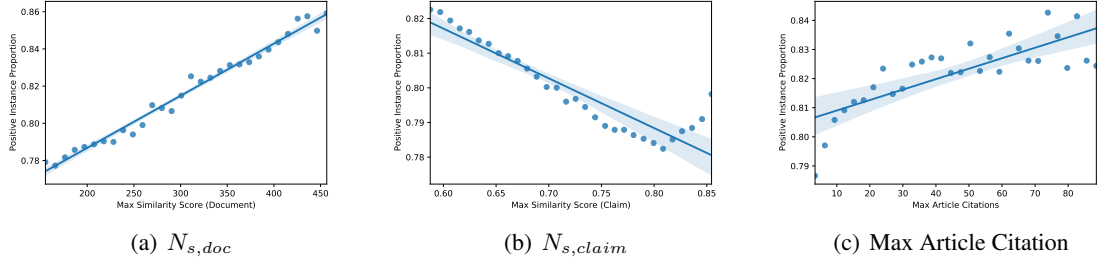 0.86
0.84
0.82
0.80
0.78
Positive Instance Proportion
200 250 300 350 400 450
Max Similarity Score (Document)
(a) N_{s,doc}
0.82
0.81
0.80
0.79
0.78
Positive Instance Proportion
0.60 0.65 0.70 0.75 0.80 0.85
Max Similarity Score (Claim)
(b) N_{s,claim}
0.84
0.83
0.82
0.81
0.80
0.79
Positive Instance Proportion
10 20 30 40 50 60 70 80
Max Article Citations
(c) Max Article Citation